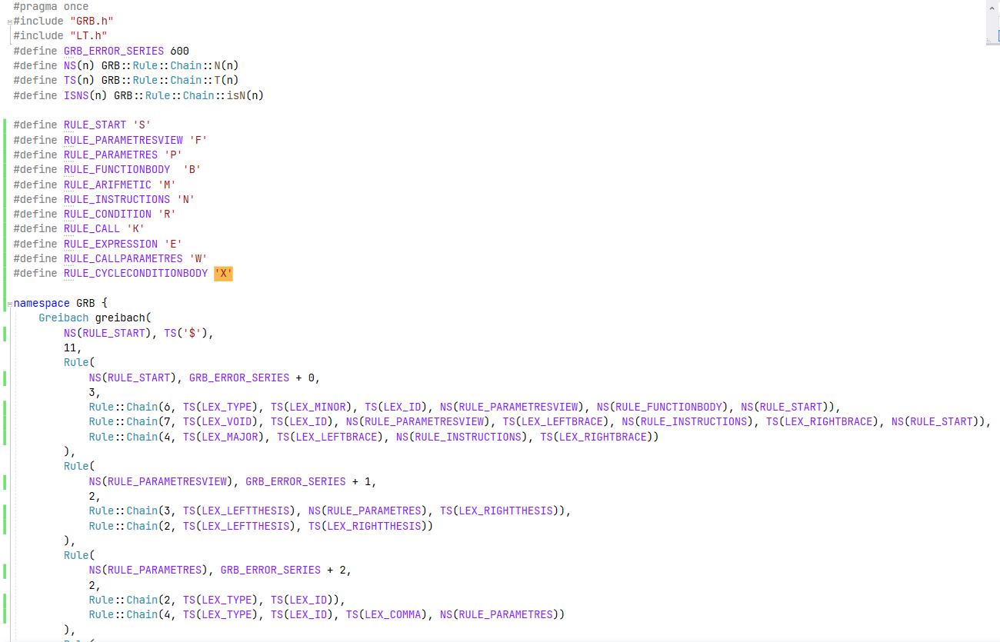 #pragma once
#include "GRB.h"
#include "LT.h"
#define GRB_ERROR_SERIES 600
#define NS(n) GRB::Rule::Chain::N(n)
#define TS(n) GRB::Rule::Chain::T(n)
#define ISNS(n) GRB::Rule::Chain::isN(n)
#define RULE_START 'S'
#define RULE_PARAMETRESVIEW 'F'
#define RULE_PARAMETRES 'P'
#define RULE_FUNCTIONBODY  'B'
#define RULE_ARIFMETIC 'M'
#define RULE_INSTRUCTIONS 'N'
#define RULE_CONDITION 'R'
#define RULE_CALL 'K'
#define RULE_EXPRESSION 'E'
#define RULE_CALLPARAMETRES 'W'
#define RULE_CYCLECONDITIONBODY 'X'
namespace GRB {
Greibach greibach(
NS(RULE_START), TS('$'),
11,
Rule(
NS(RULE_START), GRB_ERROR_SERIES + 0,
3,
Rule::Chain(6, TS(LEX_TYPE), TS(LEX_MINOR), TS(LEX_ID), NS(RULE_PARAMETRESVIEW), NS(RULE_FUNCTIONBODY), NS(RULE_START)),
Rule::Chain(7, TS(LEX_VOID), TS(LEX_ID), NS(RULE_PARAMETRESVIEW), TS(LEX_LEFTBRACE), NS(RULE_INSTRUCTIONS), TS(LEX_RIGHTBRACE), NS(RULE_START)),
Rule::Chain(4, TS(LEX_MAJOR), TS(LEX_LEFTBRACE), NS(RULE_INSTRUCTIONS), TS(LEX_RIGHTBRACE))
),
Rule(
NS(RULE_PARAMETRESVIEW), GRB_ERROR_SERIES + 1,
2,
Rule::Chain(3, TS(LEX_LEFTTHESIS), NS(RULE_PARAMETRES), TS(LEX_RIGHTTHESIS)),
Rule::Chain(2, TS(LEX_LEFTTHESIS), TS(LEX_RIGHTTHESIS))
),
Rule(
NS(RULE_PARAMETRES), GRB_ERROR_SERIES + 2,
2,
Rule::Chain(2, TS(LEX_TYPE), TS(LEX_ID)),
Rule::Chain(4, TS(LEX_TYPE), TS(LEX_ID), TS(LEX_COMMA), NS(RULE_PARAMETRES))
),